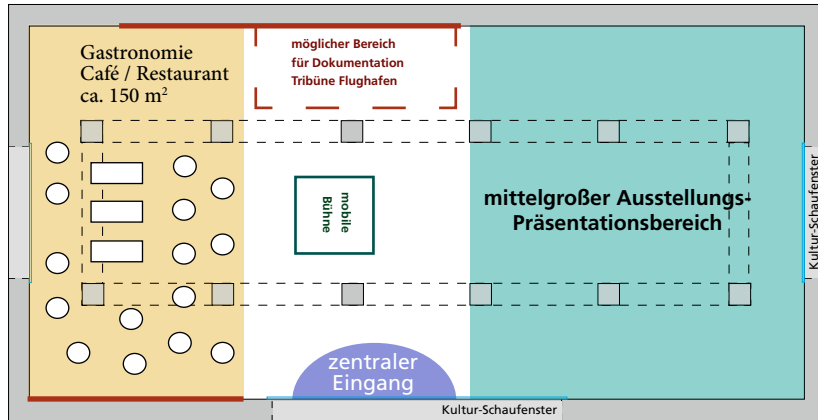 Gastronomie
Café / Restaurant
ca. 150 m²
möglicher Bereich
für Dokumentation
Tribüne Flughafen
mobile
Bühne
mittelgroßer Ausstellungs-
Präsentationsbereich
Kultur-Schaufenster
zentraler
Eingang
Kultur-Schaufenster